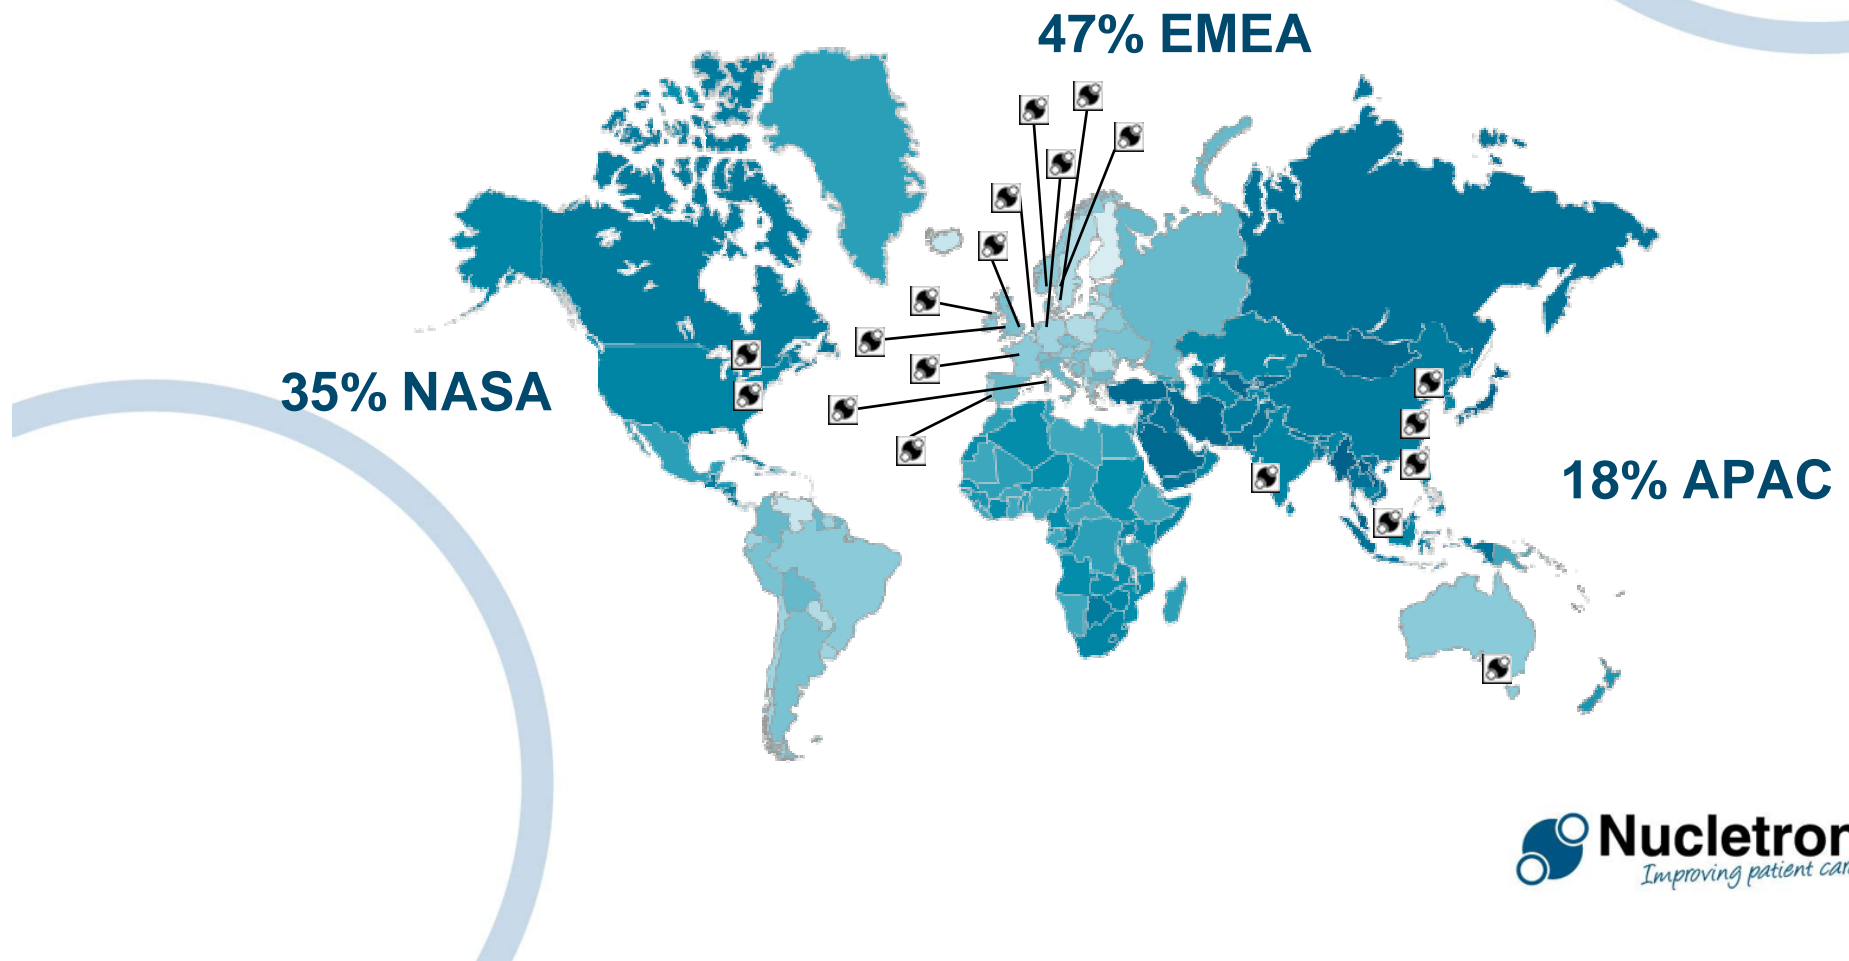 47% EMEA
35% NASA
18% APAC
Nucletron
Improving patient car